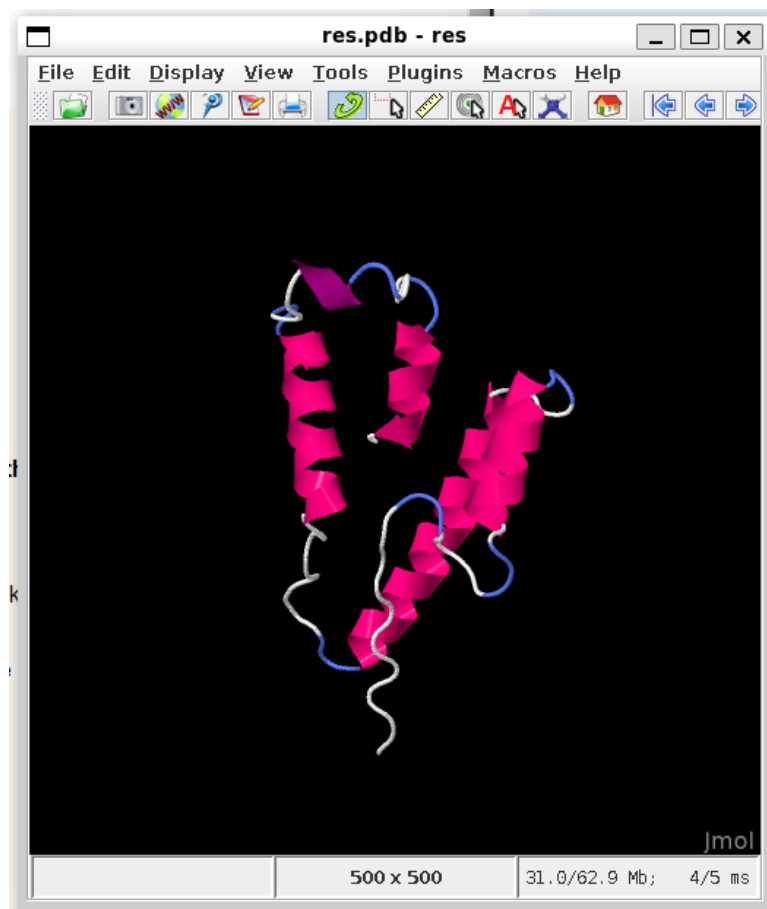 res.pdb - res
File Edit Display View Tools Plugins Macros Help
Jmol
500 x 500
31.0/62.9 Mb; 4/5 ms